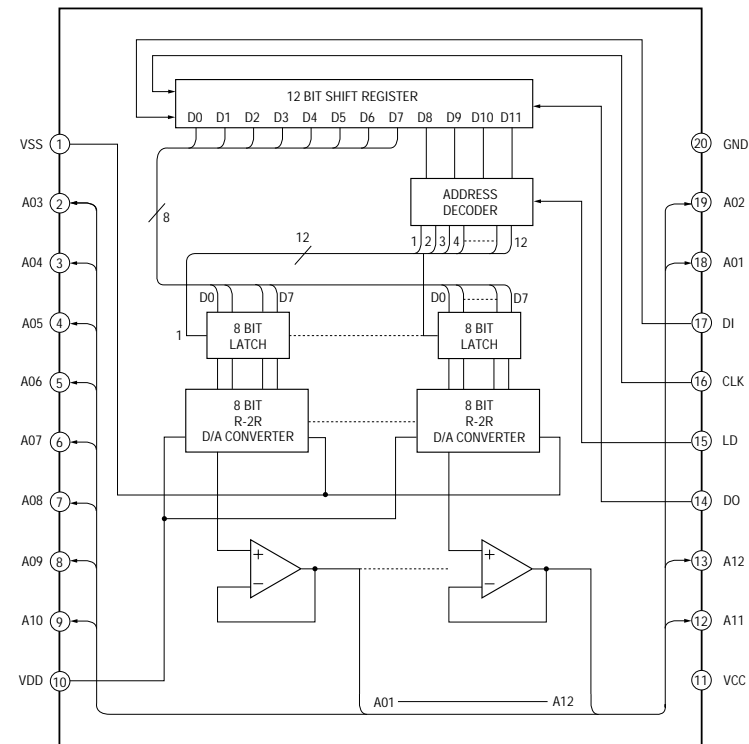 12 BIT SHIFT REGISTER
D0 D1 D2 D3 D4 D5 D6 D7 D8 D9 D10 D11
VSS 1
20 GND
ADDRESS
DECODER
A03 2
19 A02
8
1 2 3 4 12
12
A04 3
18 A01
D0 D7
D0 D7
A05 4
17 DI
1
8 BIT
LATCH
8 BIT
LATCH
A06 5
16 CLK
8 BIT
R-2R
D/A CONVERTER
8 BIT
R-2R
D/A CONVERTER
A07 6
15 LD
A08 7
14 DO
+
−
+
−
A09 8
13 A12
A10 9
12 A11
VDD 10
11 VCC
A01 A12